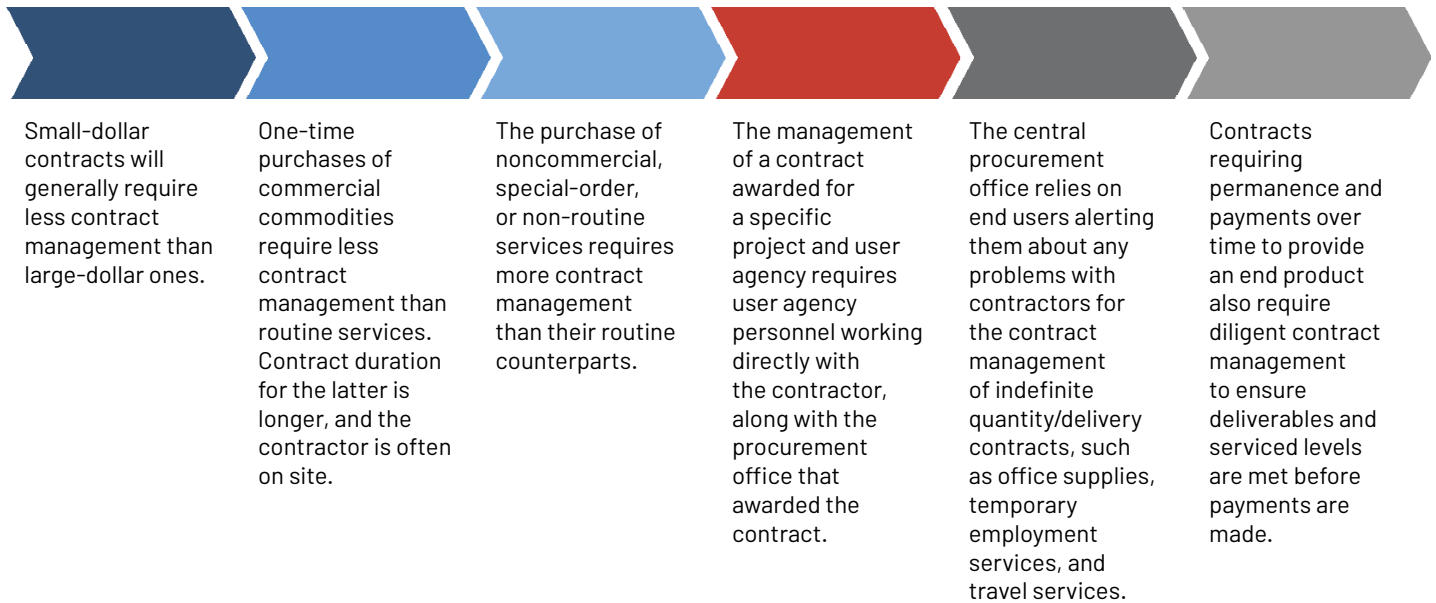 Small-dollar
contracts will
generally require
less contract
management than
large-dollar ones.
One-time
purchases of
commercial
commodities
require less
contract
management than
routine services.
Contract duration
for the latter is
longer, and the
contractor is often
on site.
The purchase of
noncommercial,
special-order,
or non-routine
services requires
more contract
management
than their routine
counterparts.
The management
of a contract
awarded for
a specific
project and user
agency requires
user agency
personnel working
directly with
the contractor,
along with the
procurement
office that
awarded the
contract.
The central
procurement
office relies on
end users alerting
them about any
problems with
contractors for
the contract
management
of indefinite
quantity/delivery
contracts, such
as office supplies,
temporary
employment
services, and
travel services.
Contracts
requiring
permanence and
payments over
time to provide
an end product
also require
diligent contract
management
to ensure
deliverables and
serviced levels
are met before
payments are
made.